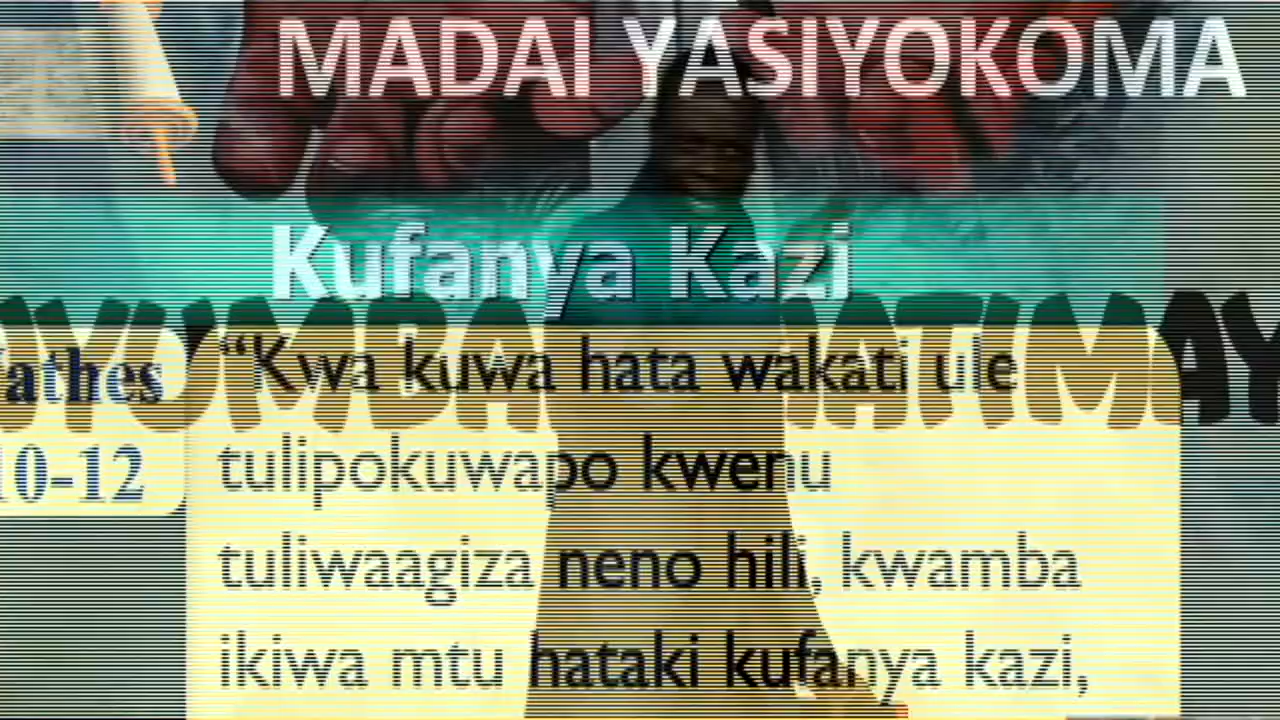 MADAI YASIYOKOMA
Kufanya Kazi
“Kwa kuwa hata wakati ule
athes
10-12
tulipokuwapo kwenu
tuliwaagiza neno hili, kwamba
ikiwa mtu hataki kufanya kazi,